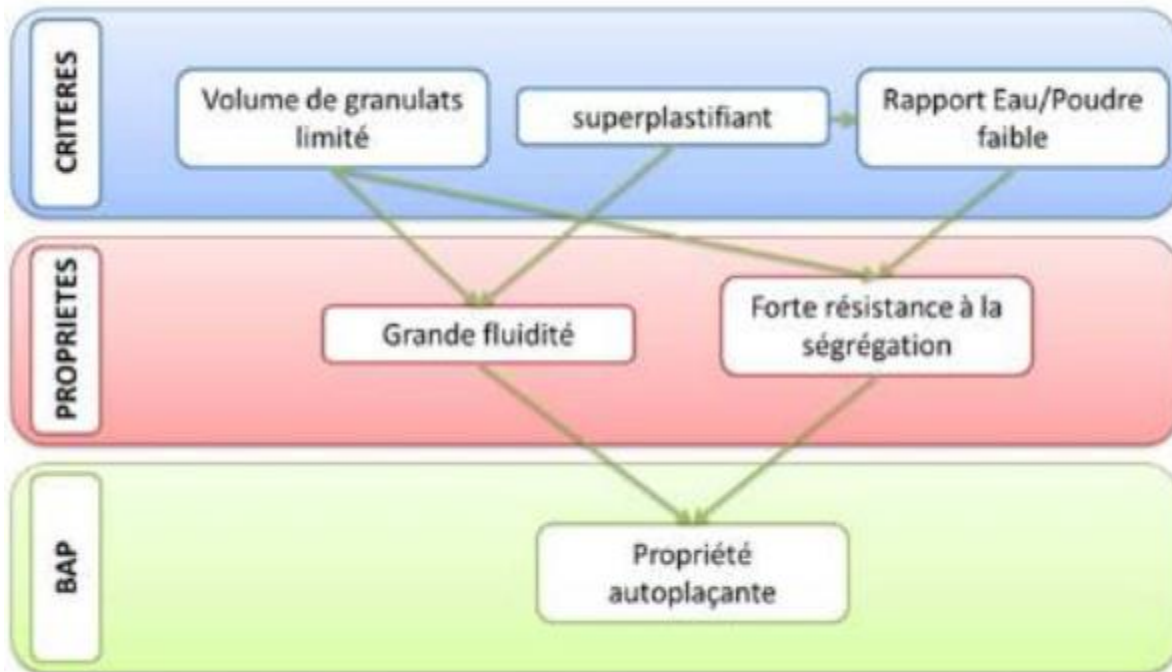 CRITERES
Volume de granulats
limité
superplastifiant
Rapport Eau/Poudre
faible
PROPRIETES
Grande fluidité
Forte résistance à la
ségrégation
BAP
Propriété
autoplaçante